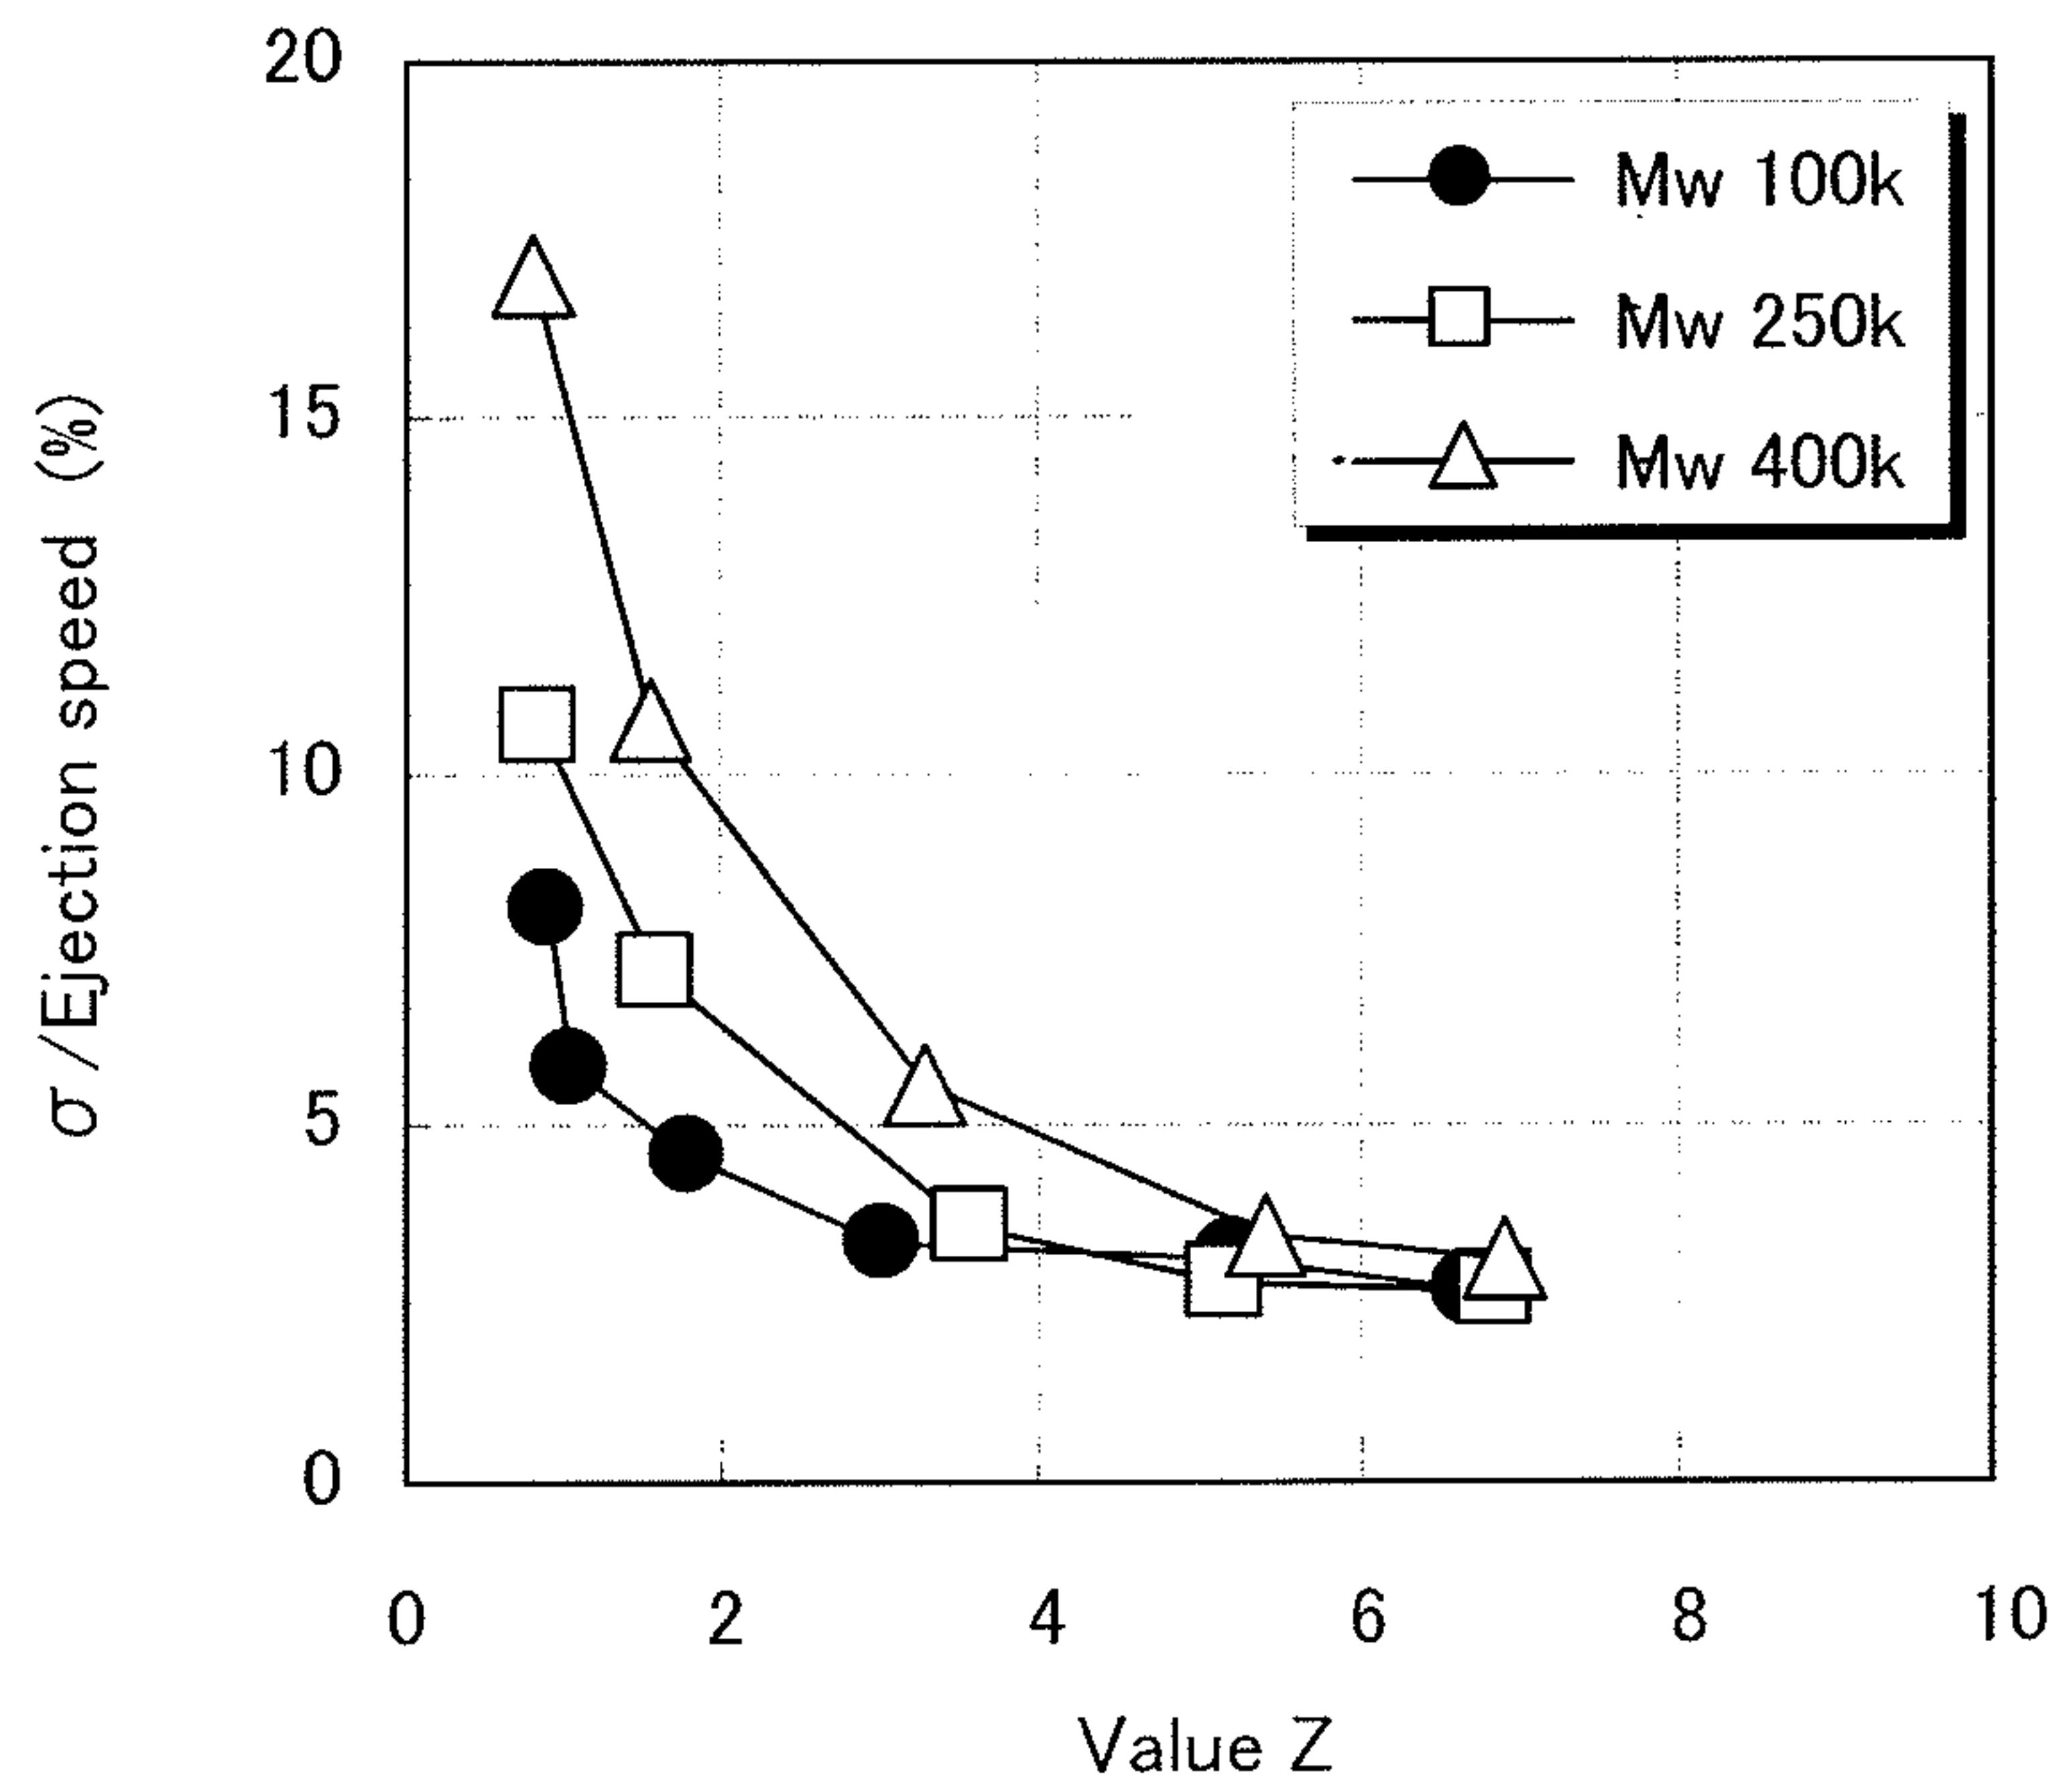 20
15
10
5
0
σ/Ejection speed (%)
Mw 100k
Mw 250k
Mw 400k
0 2 4 6 8 10
Value Z